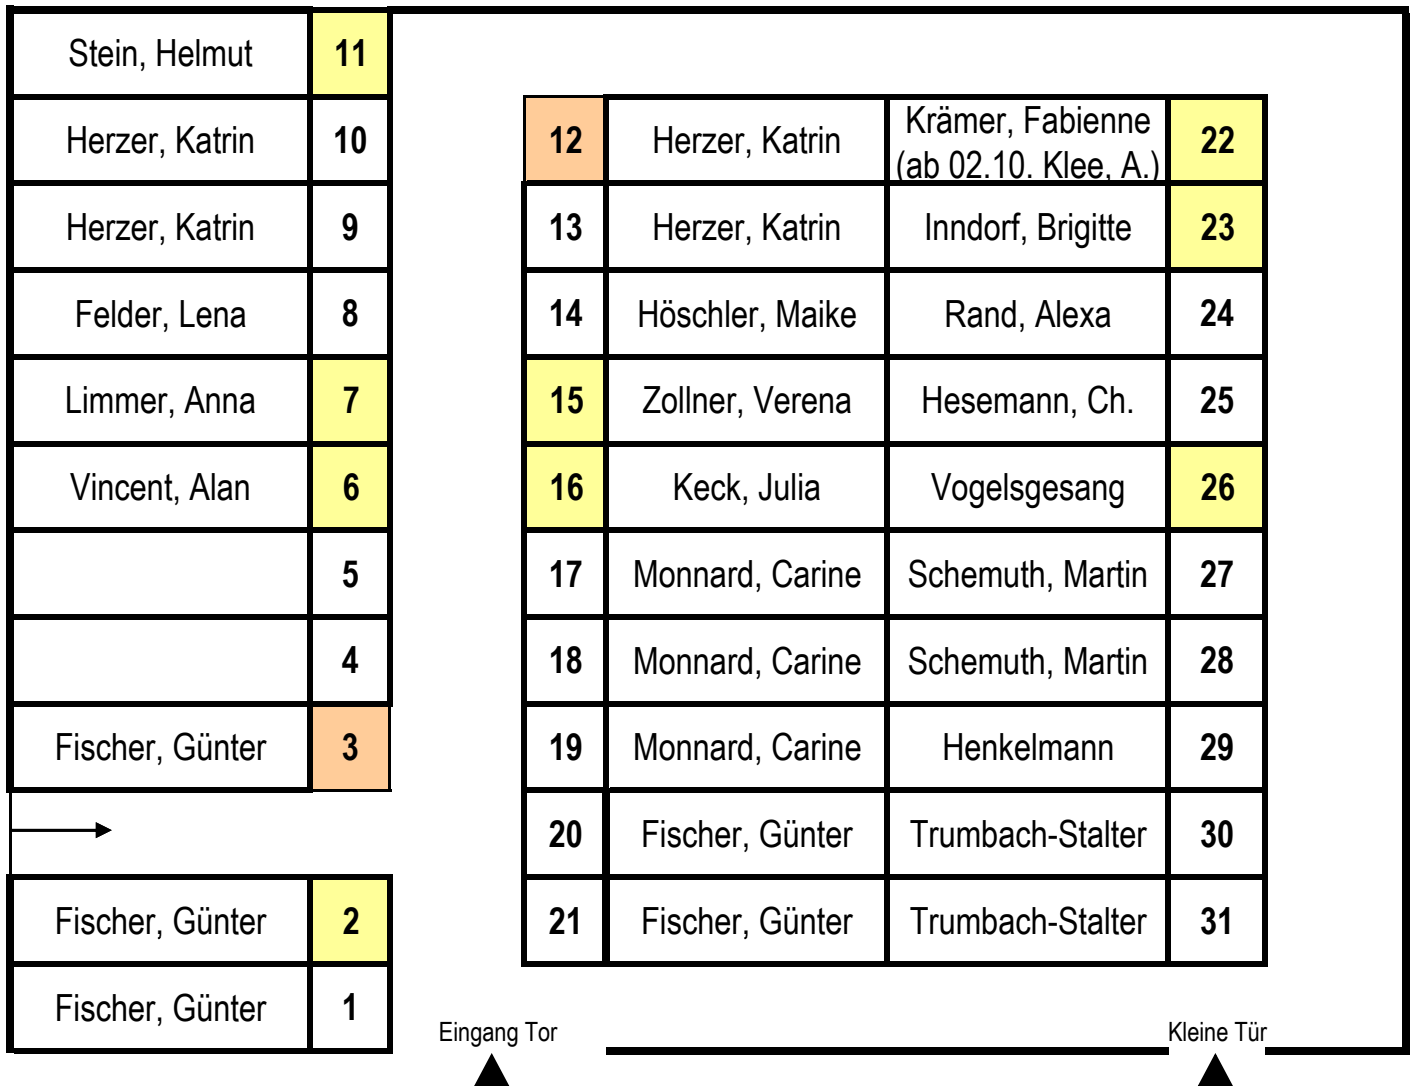 Stein, Helmut 11
Herzer, Katrin 10
Herzer, Katrin 9
Felder, Lena 8
Limmer, Anna 7
Vincent, Alan 6
5
4
Fischer, Günter 3
Fischer, Günter 2
Fischer, Günter 1
12 Herzer, Katrin Krämer, Fabienne 22
(ab 02.10. Klee, A.)
13 Herzer, Katrin Inndorf, Brigitte 23
14 Höschler, Maike Rand, Alexa 24
15 Zollner, Verena Hesemann, Ch. 25
16 Keck, Julia Vogelsgesang 26
17 Monnard, Carine Schemuth, Martin 27
18 Monnard, Carine Schemuth, Martin 28
19 Monnard, Carine Henkelmann 29
20 Fischer, Günter Trumbach-Stalter 30
21 Fischer, Günter Trumbach-Stalter 31
Eingang Tor Kleine Tür